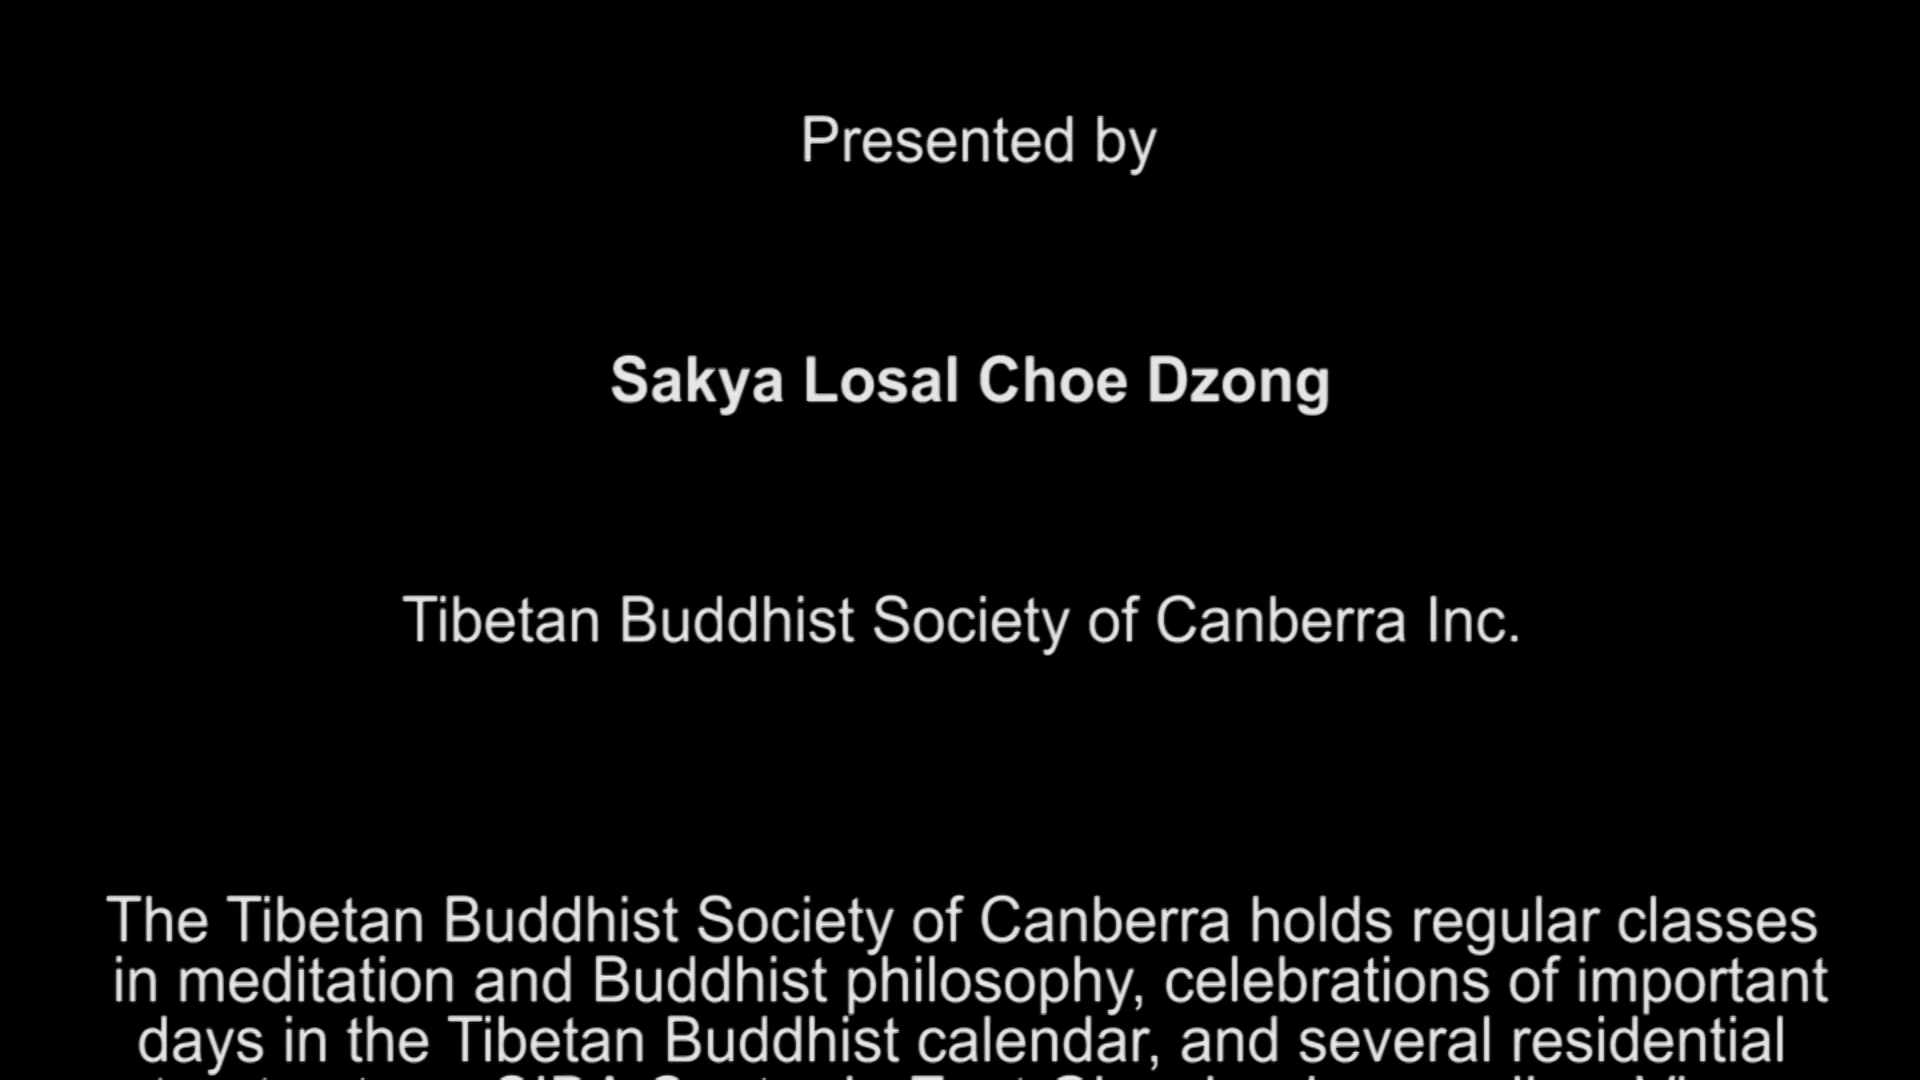 Presented by
Sakya Losal Choe Dzong
Tibetan Buddhist Society of Canberra Inc.
The Tibetan Buddhist Society of Canberra holds regular classes
in meditation and Buddhist philosophy, celebrations of important
days in the Tibetan Buddhist calendar, and several residential